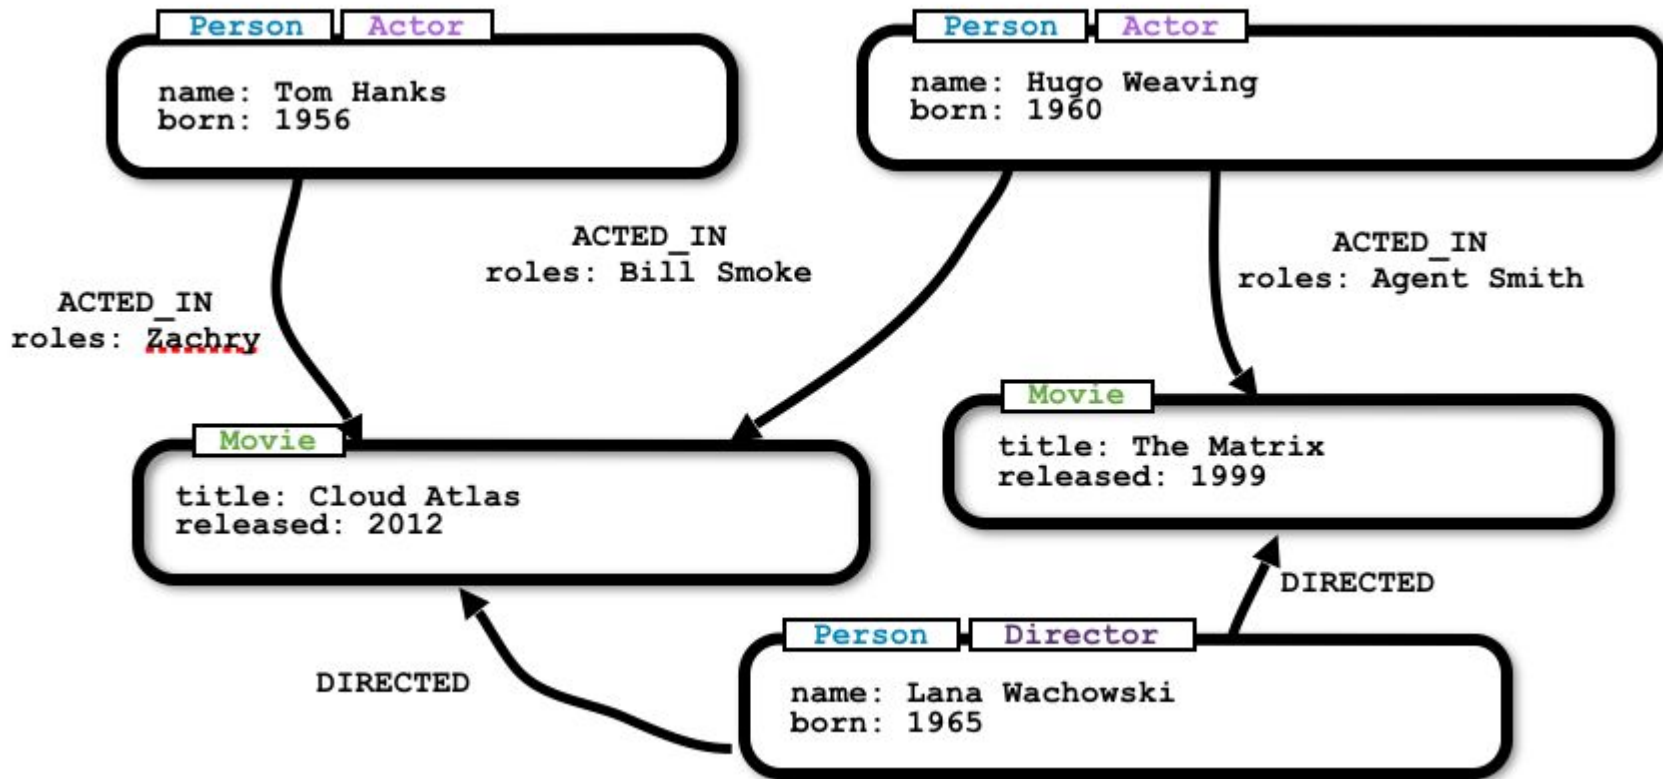 Person Actor
name: Tom Hanks
born: 1956
Person Actor
name: Hugo Weaving
born: 1960
ACTED_IN
roles: Zachry
ACTED_IN
roles: Bill Smoke
ACTED_IN
roles: Agent Smith
Movie
title: Cloud Atlas
released: 2012
Movie
title: The Matrix
released: 1999
DIRECTED
DIRECTED
Person Director
name: Lana Wachowski
born: 1965